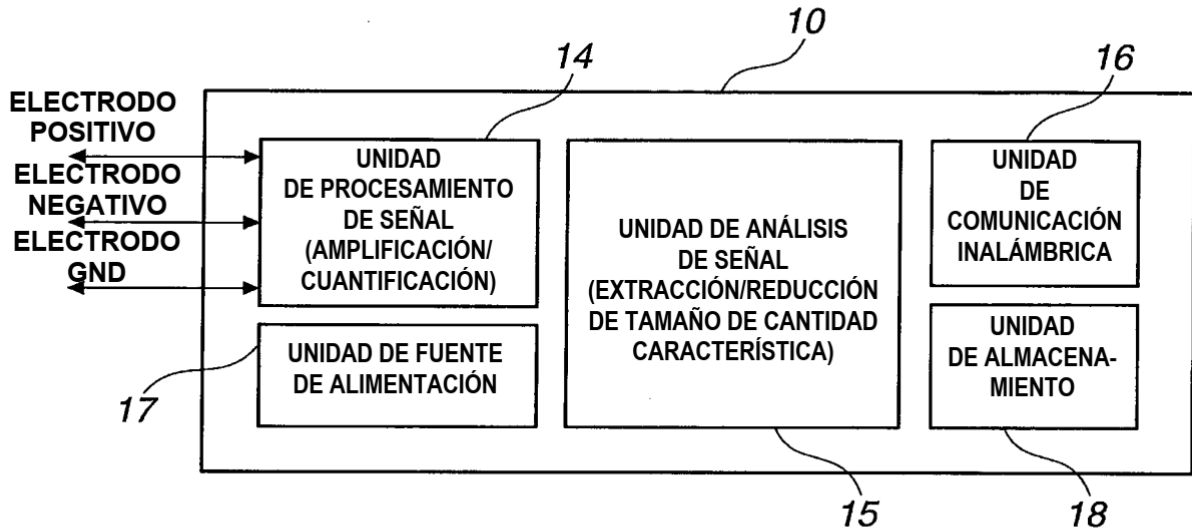 10
14
16
ELECTRODO
POSITIVO
ELECTRODO
NEGATIVO
ELECTRODO
GND
UNIDAD
DE PROCESAMIENTO
DE SEÑAL
(AMPLIFICACIÓN/
CUANTIFICACIÓN)
UNIDAD DE FUENTE
DE ALIMENTACIÓN
17
UNIDAD DE ANÁLISIS
DE SEÑAL
(EXTRACCIÓN/REDUCCIÓN
DE TAMAÑO DE CANTIDAD
CARACTERÍSTICA)
UNIDAD
DE
COMUNICACIÓN
INALÁMBRICA
UNIDAD
DE ALMACENA-
MIENTO
15
18